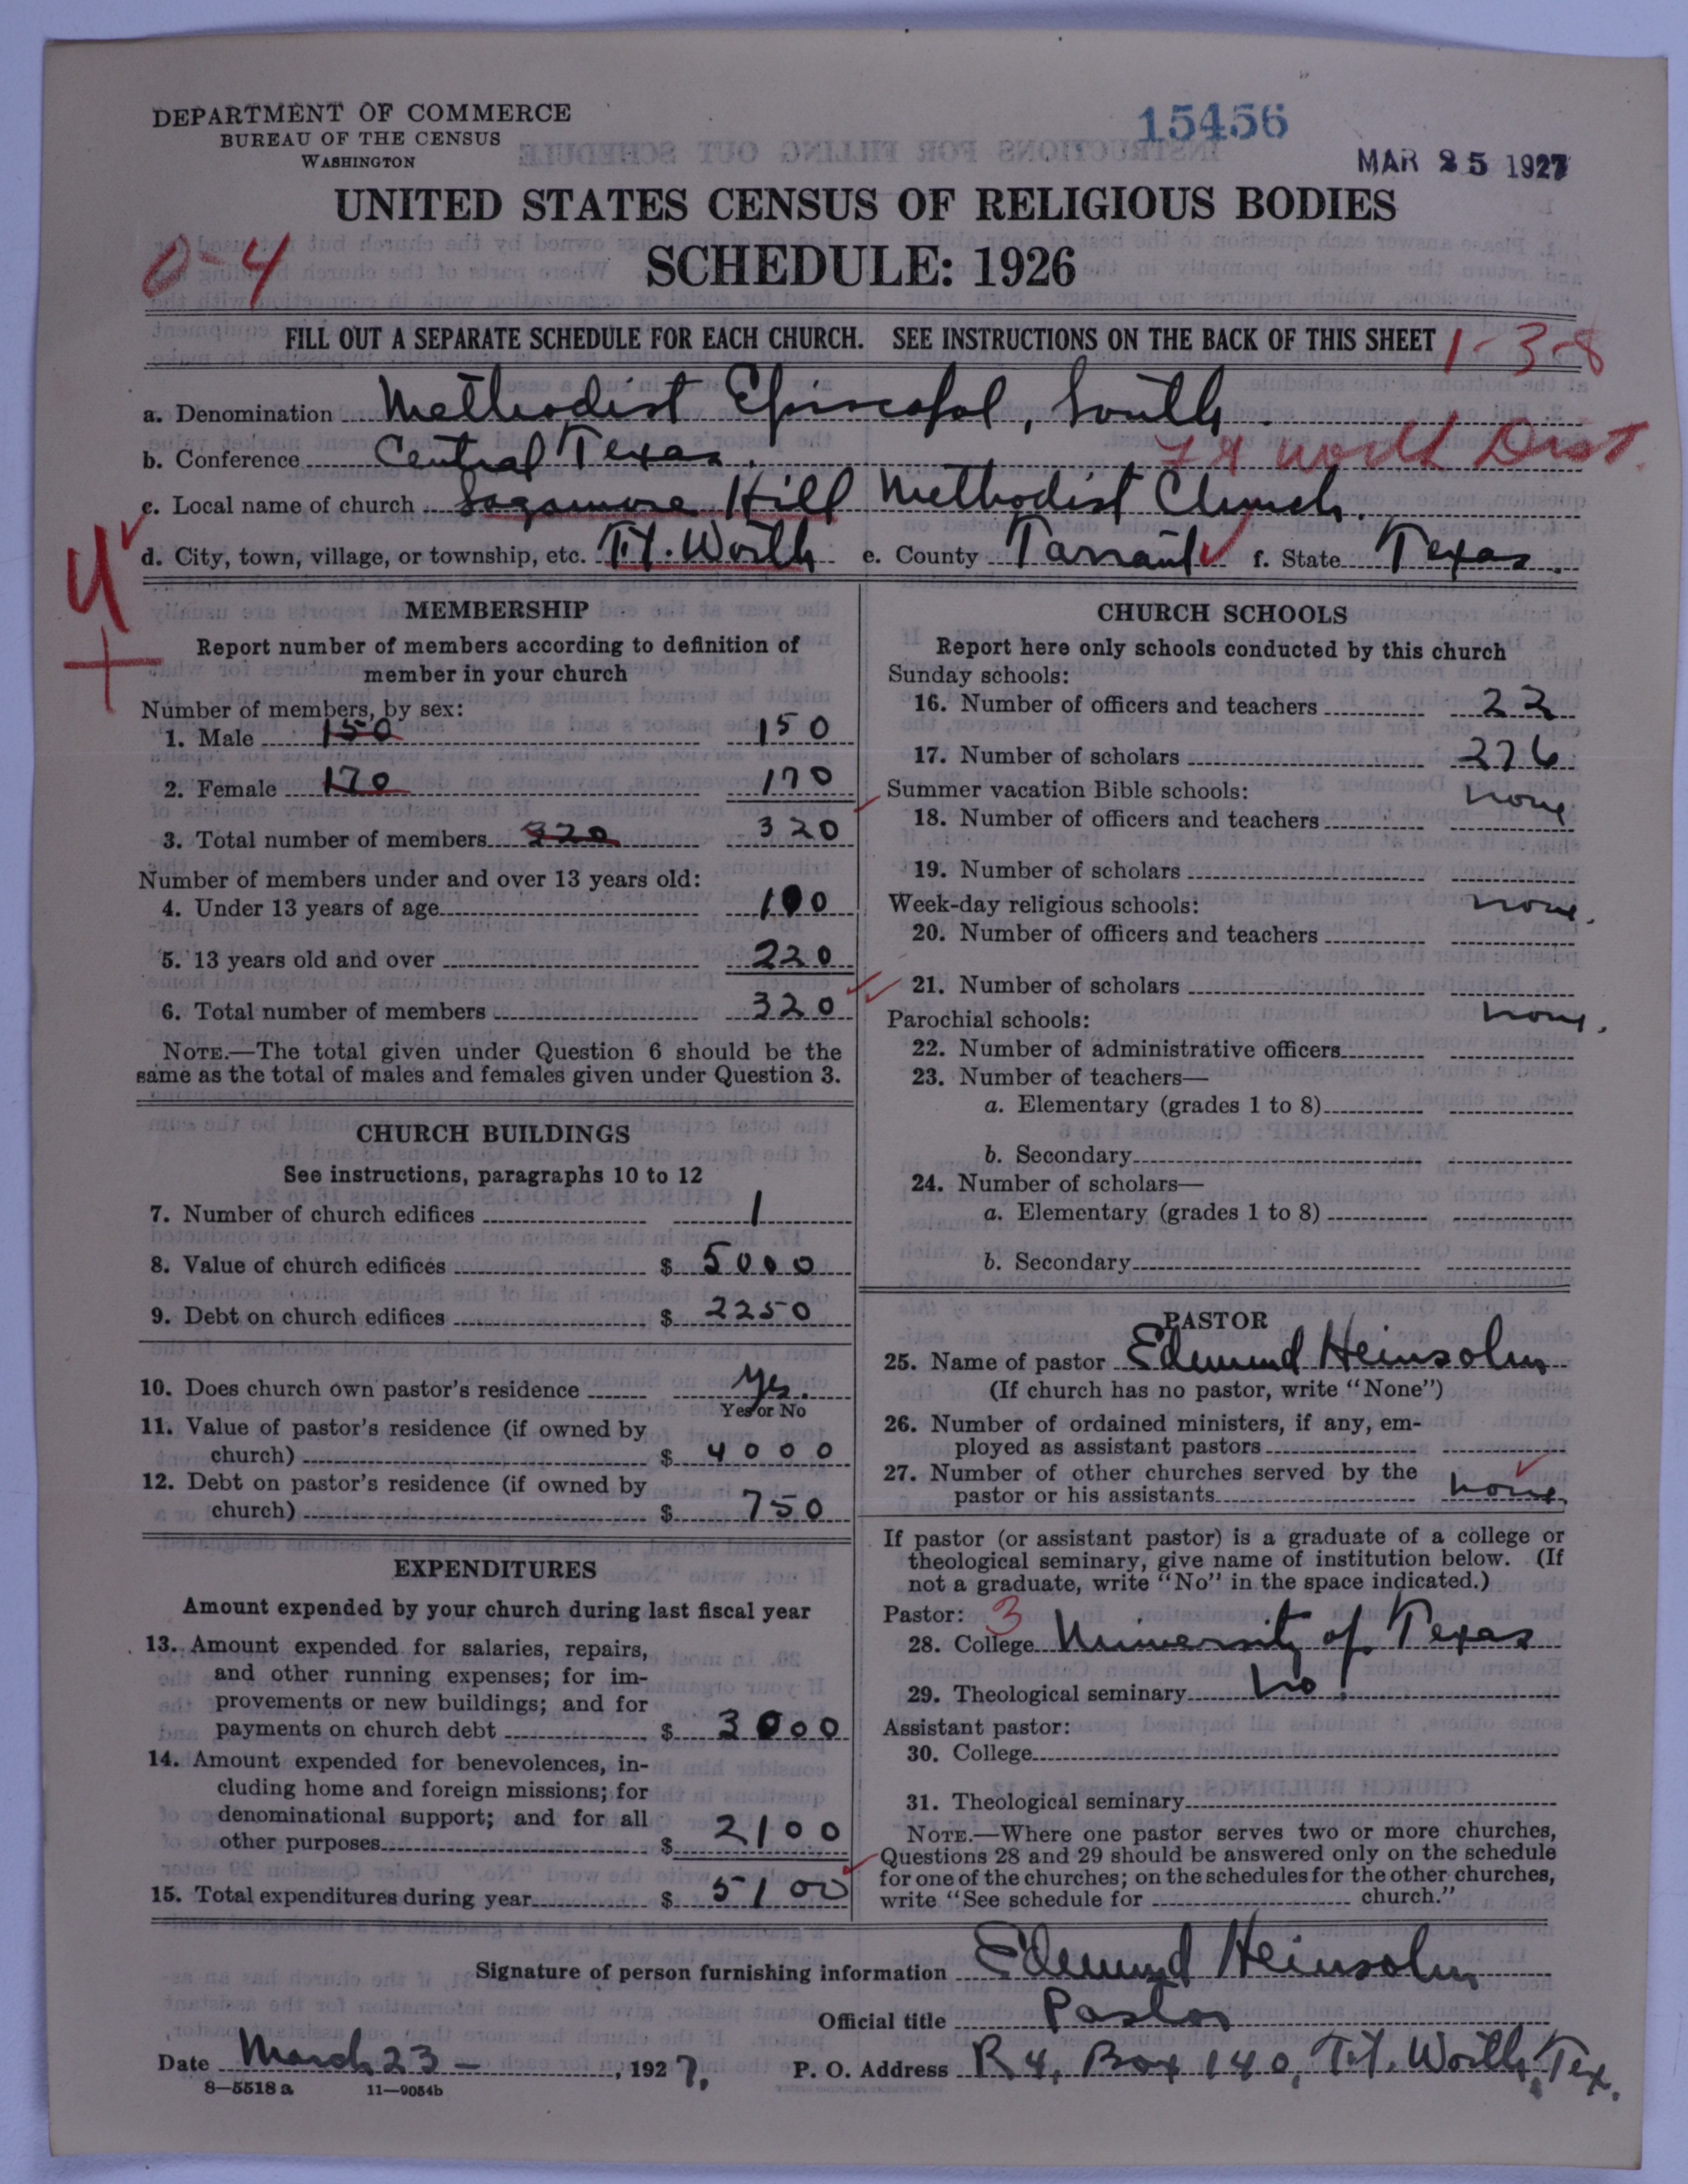 DEPARTMENT OF COMMERCE
BUREAU OF THE CENSUS
WASHINGTON
15456
MAR 25 1927
UNITED STATES CENSUS OF RELIGIOUS BODIES
SCHEDULE: 1926
0-4
FILL OUT A SEPARATE SCHEDULE FOR EACH CHURCH. SEE INSTRUCTIONS ON THE BACK OF THIS SHEET
1-3-8
a. Denomination Methodist Episcopal, South.
b. Conference Central Texas.
Ft Worth Dist.
c. Local name of church Sagamore Hill Methodist Church.
d. City, town, village, or township, etc. Ft. Worth e. County Tarrant f. State Texas.
U
+
MEMBERSHIP
Report number of members according to definition of
member in your church
Number of members, by sex:
1. Male 150 150
2. Female 170 170
3. Total number of members 320 320
Number of members under and over 13 years old:
4. Under 13 years of age 100
5. 13 years old and over 220
6. Total number of members 320
NOTE.—The total given under Question 6 should be the
same as the total of males and females given under Question 3.
CHURCH BUILDINGS
See instructions, paragraphs 10 to 12
7. Number of church edifices 1
8. Value of church edifices $ 5000
9. Debt on church edifices $ 2250
10. Does church own pastor's residence yes.
Yes or No
11. Value of pastor's residence (if owned by
church) $ 4000
12. Debt on pastor's residence (if owned by
church) $ 750
EXPENDITURES
Amount expended by your church during last fiscal year
13. Amount expended for salaries, repairs,
and other running expenses; for im-
provements or new buildings; and for
payments on church debt $ 3000
14. Amount expended for benevolences, in-
cluding home and foreign missions; for
denominational support; and for all
other purposes $ 2100
15. Total expenditures during year $ 5100
CHURCH SCHOOLS
Report here only schools conducted by this church
Sunday schools:
16. Number of officers and teachers 22
17. Number of scholars 276
Summer vacation Bible schools: none
18. Number of officers and teachers
19. Number of scholars
Week-day religious schools: none.
20. Number of officers and teachers
21. Number of scholars
Parochial schools: none.
22. Number of administrative officers
23. Number of teachers—
a. Elementary (grades 1 to 8)
b. Secondary
24. Number of scholars—
a. Elementary (grades 1 to 8)
b. Secondary
PASTOR
25. Name of pastor Edmund Heinsohn
(If church has no pastor, write "None")
26. Number of ordained ministers, if any, em-
ployed as assistant pastors
27. Number of other churches served by the
pastor or his assistants none
If pastor (or assistant pastor) is a graduate of a college or
theological seminary, give name of institution below. (If
not a graduate, write "No" in the space indicated.)
Pastor: 3
28. College University of Texas
29. Theological seminary No.
Assistant pastor:
30. College
31. Theological seminary
NOTE.—Where one pastor serves two or more churches,
Questions 28 and 29 should be answered only on the schedule
for one of the churches; on the schedules for the other churches,
write "See schedule for church."
Signature of person furnishing information Edmund Heinsohn
Official title Pastor
Date March 23 - , 1927. P. O. Address R 4, Box 140, Ft. Worth, Tex.
8—5518 a 11—9054b